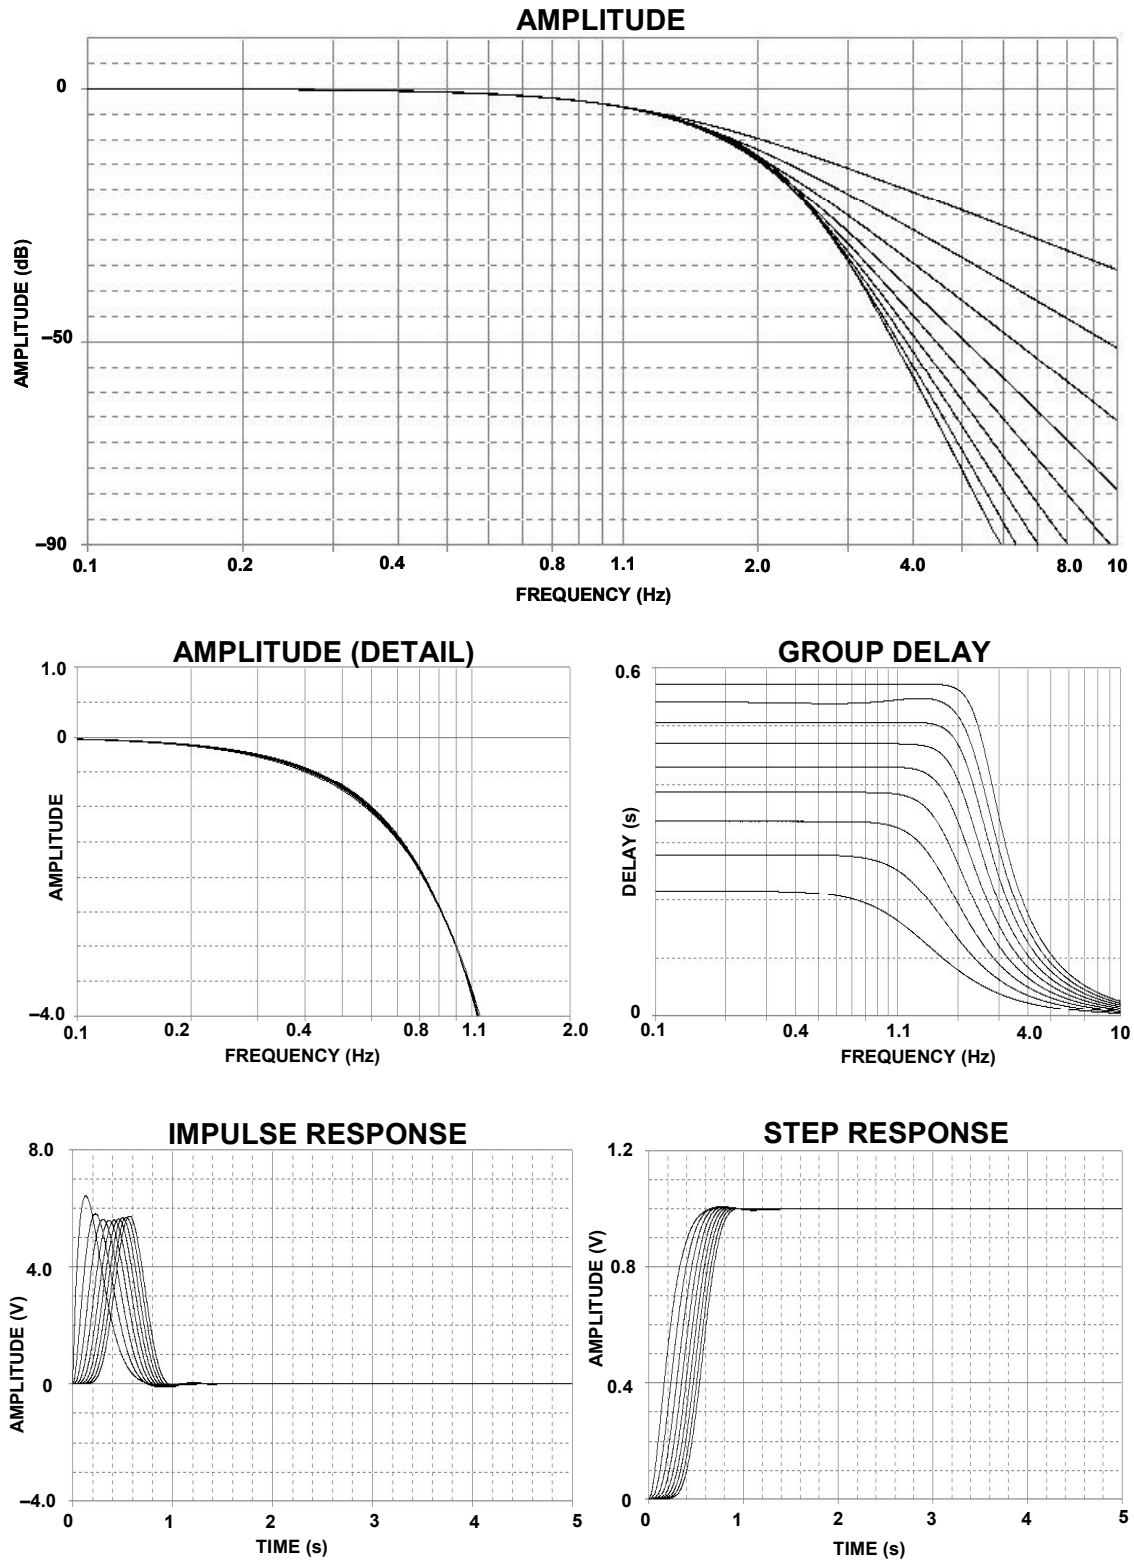 AMPLITUDE
0
–50
–90
AMPLITUDE (dB)
0.1 0.2 0.4 0.8 1.1 2.0 4.0 8.0 10
FREQUENCY (Hz)
AMPLITUDE (DETAIL)
1.0
0
–4.0
AMPLITUDE
0.1 0.2 0.4 0.8 1.1 2.0
FREQUENCY (Hz)
GROUP DELAY
0.6
0
DELAY (s)
0.1 0.4 1.1 4.0 10
FREQUENCY (Hz)
IMPULSE RESPONSE
8.0
4.0
0
–4.0
AMPLITUDE (V)
0 1 2 3 4 5
TIME (s)
STEP RESPONSE
1.2
0.8
0.4
0
AMPLITUDE (V)
0 1 2 3 4 5
TIME (s)